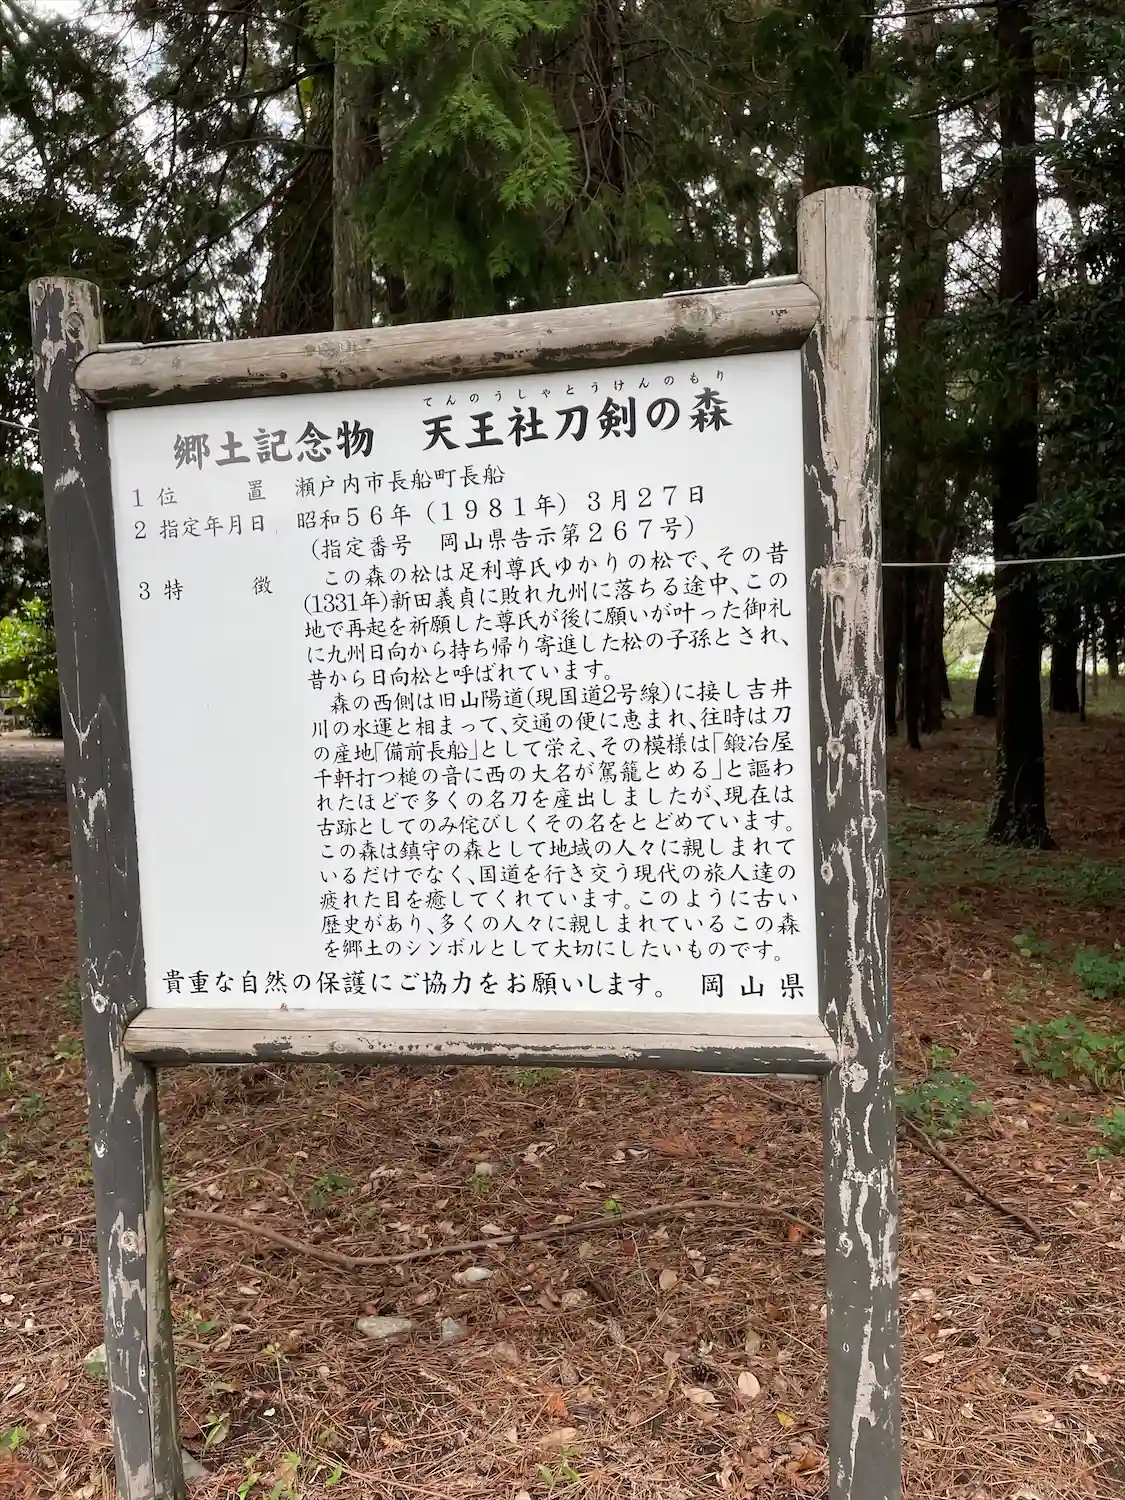 てんのうしゃとうけんのもり
郷土記念物　天王社刀剣の森
1 位　　置　瀬戸内市長船町長船
2 指定年月日　昭和５６年（１９８１年）３月２７日
（指定番号　岡山県告示第２６７号）
3 特　　徴　この森の松は足利尊氏ゆかりの松で、その昔
(1331年)新田義貞に敗れ九州に落ちる途中、この
地で再起を祈願した尊氏が後に願いが叶った御礼
に九州日向から持ち帰り寄進した松の子孫とされ、
昔から日向松と呼ばれています。
森の西側は旧山陽道(現国道2号線)に接し吉井
川の水運と相まって、交通の便に恵まれ、往時は刀
の産地「備前長船」として栄え、その模様は「鍛冶屋
千軒打つ槌の音に西の大名が駕籠とめる」と謳わ
れたほどで多くの名刀を産出しましたが、現在は
古跡としてのみ侘びしくその名をとどめています。
この森は鎮守の森として地域の人々に親しまれて
いるだけでなく、国道を行き交う現代の旅人達の
疲れた目を癒してくれています。このように古い
歴史があり、多くの人々に親しまれているこの森
を郷土のシンボルとして大切にしたいものです。
貴重な自然の保護にご協力をお願いします。　岡山県